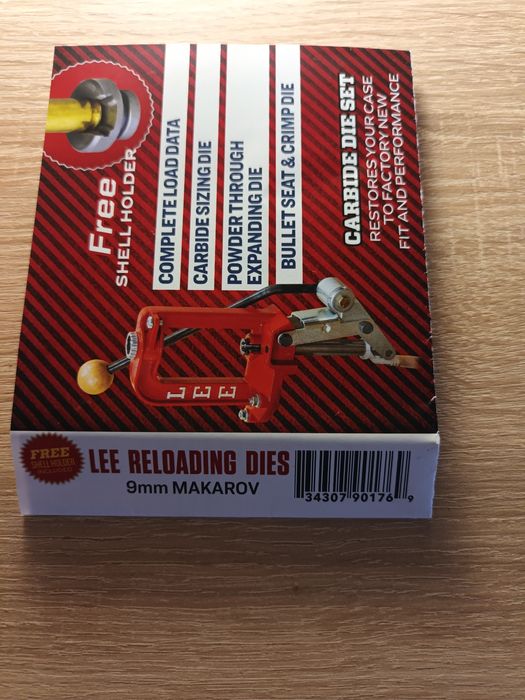 Free
SHELL HOLDER
COMPLETE LOAD DATA
CARBIDE SIZING DIE
POWDER THROUGH
EXPANDING DIE
BULLET SEAT & CRIMP DIE
CARBIDE DIE SET
RESTORES YOUR CASE
TO FACTORY NEW
FIT AND PERFORMANCE
LEE
FREE
SHELL HOLDER
INCLUDED
LEE RELOADING DIES
9mm MAKAROV
34307 90176 9